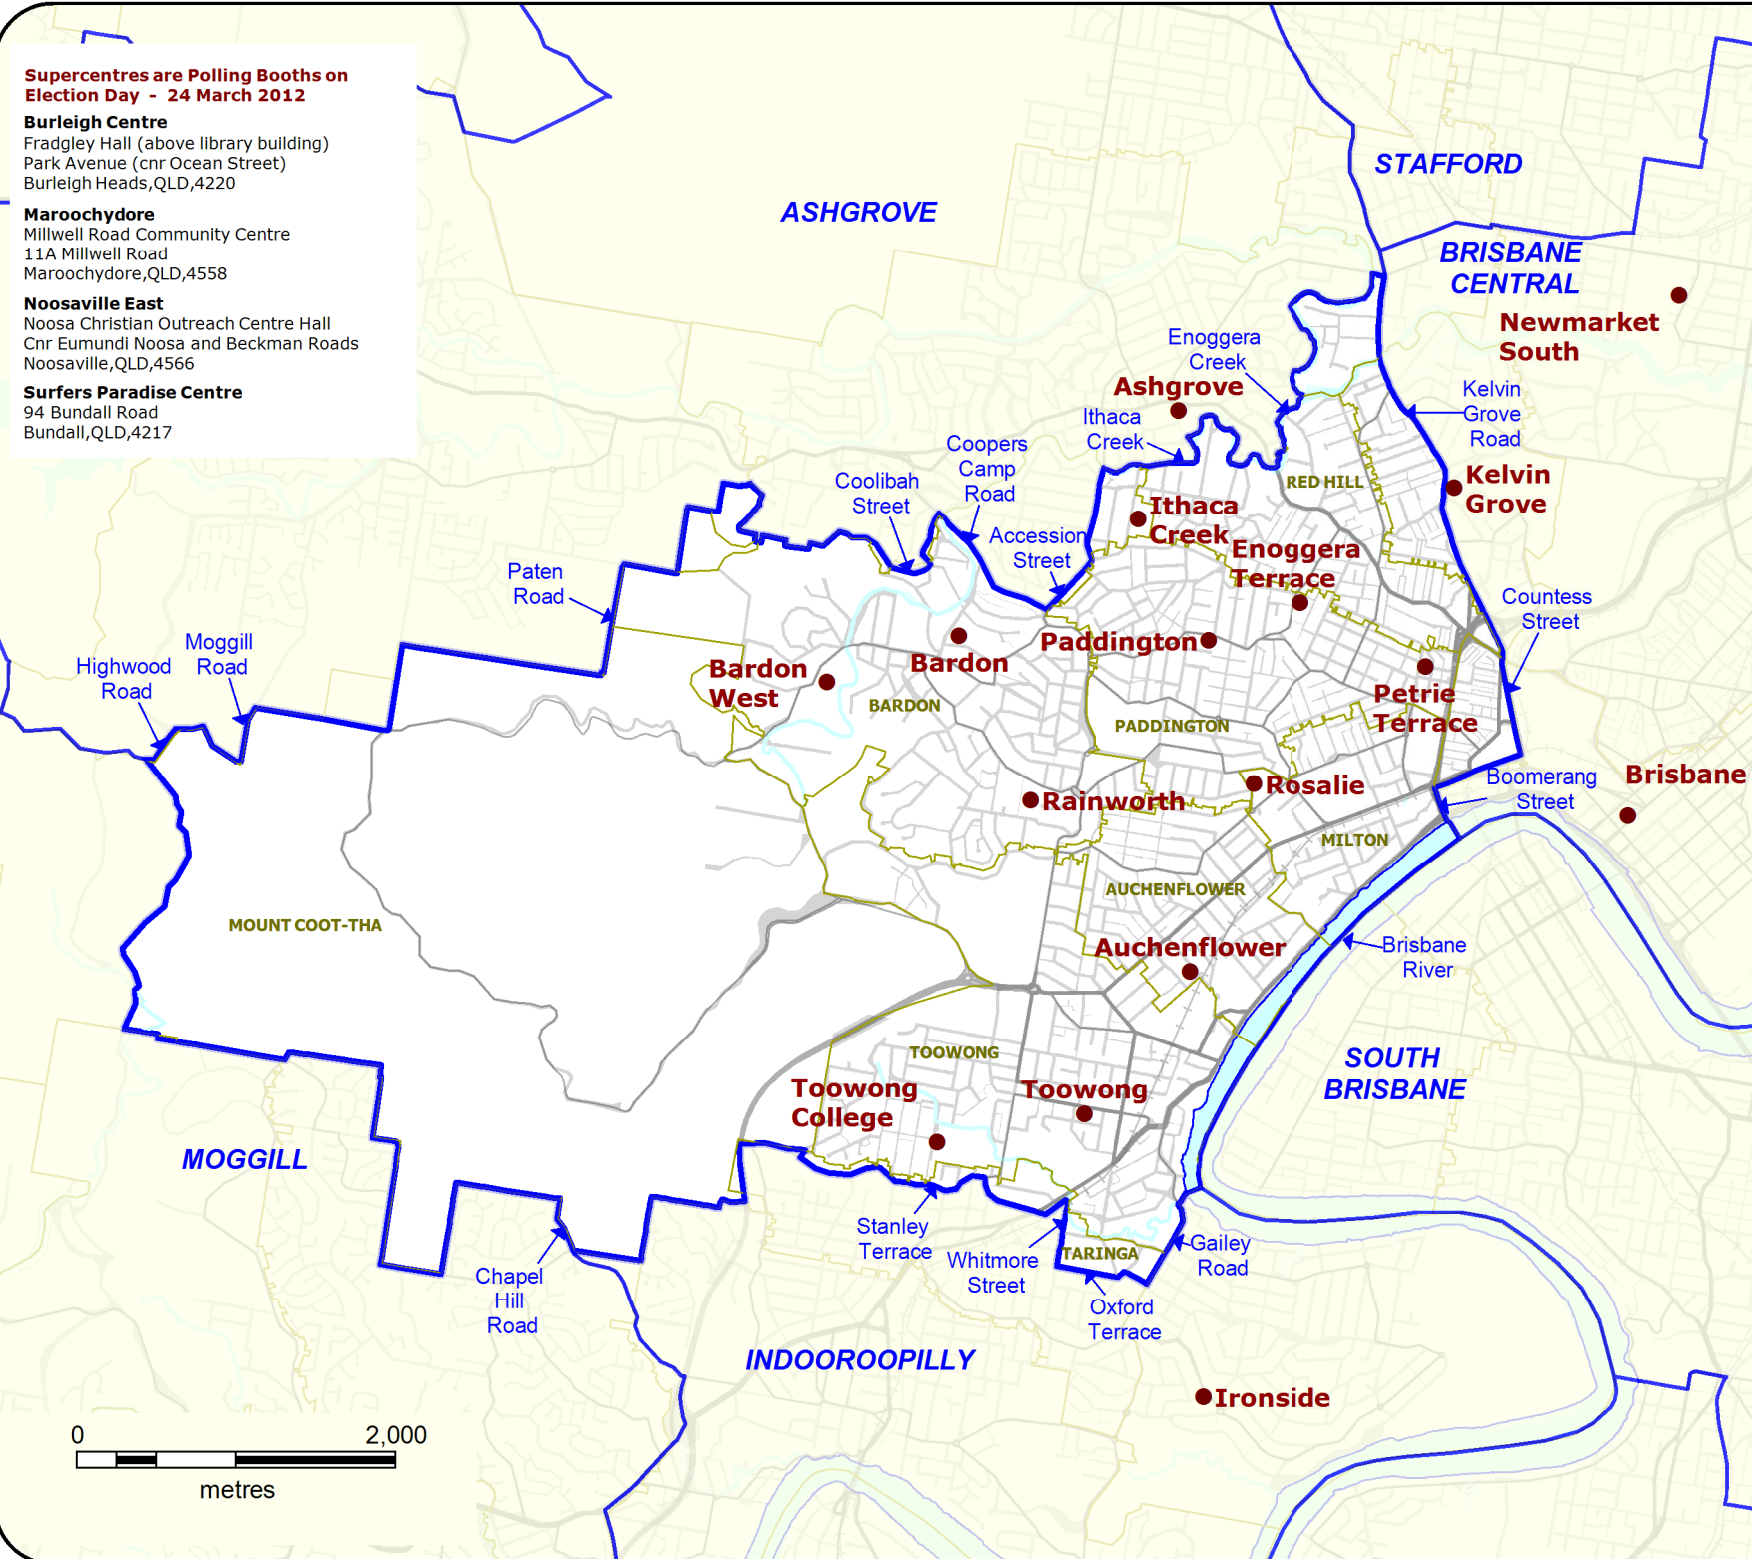 Supercentres are Polling Booths on
Election Day - 24 March 2012
Burleigh Centre
Fradgley Hall (above library building)
Park Avenue (cnr Ocean Street)
Burleigh Heads,QLD,4220
Maroochydore
Millwell Road Community Centre
11A Millwell Road
Maroochydore,QLD,4558
Noosaville East
Noosa Christian Outreach Centre Hall
Cnr Eumundi Noosa and Beckman Roads
Noosaville,QLD,4566
Surfers Paradise Centre
94 Bundall Road
Bundall,QLD,4217
STAFFORD
ASHGROVE
BRISBANE
CENTRAL
Newmarket
South
Enoggera
Creek
Ashgrove
Kelvin
Grove
Road
Ithaca
Creek
Coopers
Camp
Road
Coolibah
Street
RED HILL
Kelvin
Grove
Ithaca
Creek
Accession
Street
Enoggera
Terrace
Paten
Road
Countess
Street
Moggill
Road
Highwood
Road
Paddington
Bardon
Bardon
West
Petrie
Terrace
BARDON
PADDINGTON
Boomerang
Street
Brisbane
Rosalie
Rainworth
MILTON
AUCHENFLOWER
MOUNT COOT-THA
Auchenflower
Brisbane
River
TOOWONG
SOUTH
BRISBANE
Toowong
College
Toowong
MOGGILL
Stanley
Terrace
Whitmore
Street
TARINGA
Gailey
Road
Chapel
Hill
Road
Oxford
Terrace
INDOOROOPILLY
Ironside
0 2,000
metres